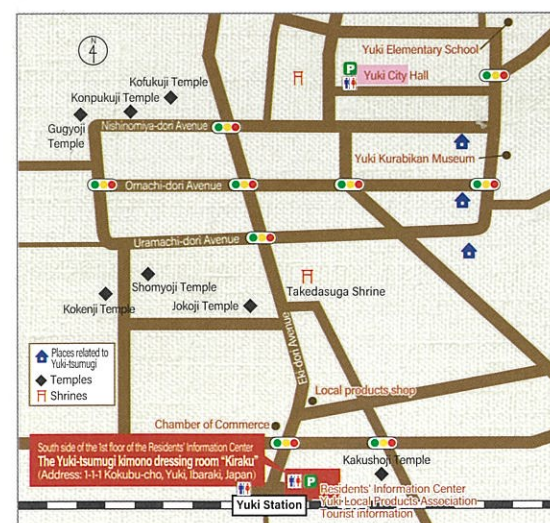 N
Yuki Elementary School
P
Yuki City Hall
Kofukuji Temple
Konpukuji Temple
Gugyoji
Temple
Nishinomiya-dori Avenue
Yuki Kurabikan Museum
Omachi-dori Avenue
Uramachi-dori Avenue
Shomyoji Temple
Takedasuga Shrine
Kokenji Temple
Jokoji Temple
Eki-dori Avenue
Places related to
Yuki-tsumugi
Temples
Shrines
Local products shop
Chamber of Commerce
South side of the 1st floor of the Residents' Information Center
The Yuki-tsumugi kimono dressing room "Kiraku"
(Address: 1-1-1 Kokubu-cho, Yuki, Ibaraki, Japan)
Kakushoji Temple
P
Residents' Information Center
Yuki Local Products Association
Tourist information
Yuki Station